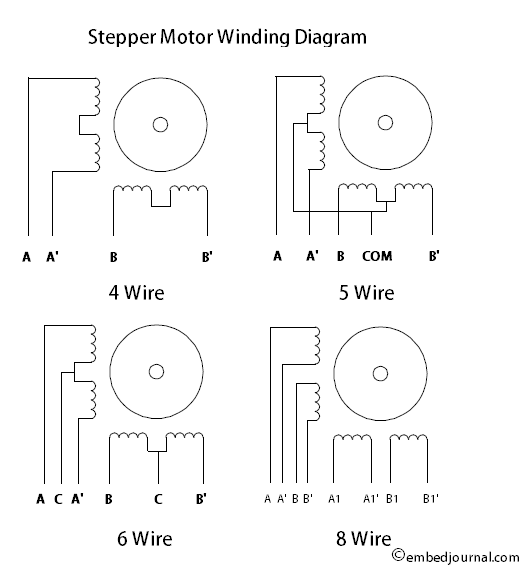 Stepper Motor Winding Diagram
A A' B B'
A A' B COM B'
4 Wire
5 Wire
A C A' B C B'
A A' B B' A1 A1' B1 B1'
6 Wire
8 Wire
©embedjournal.com